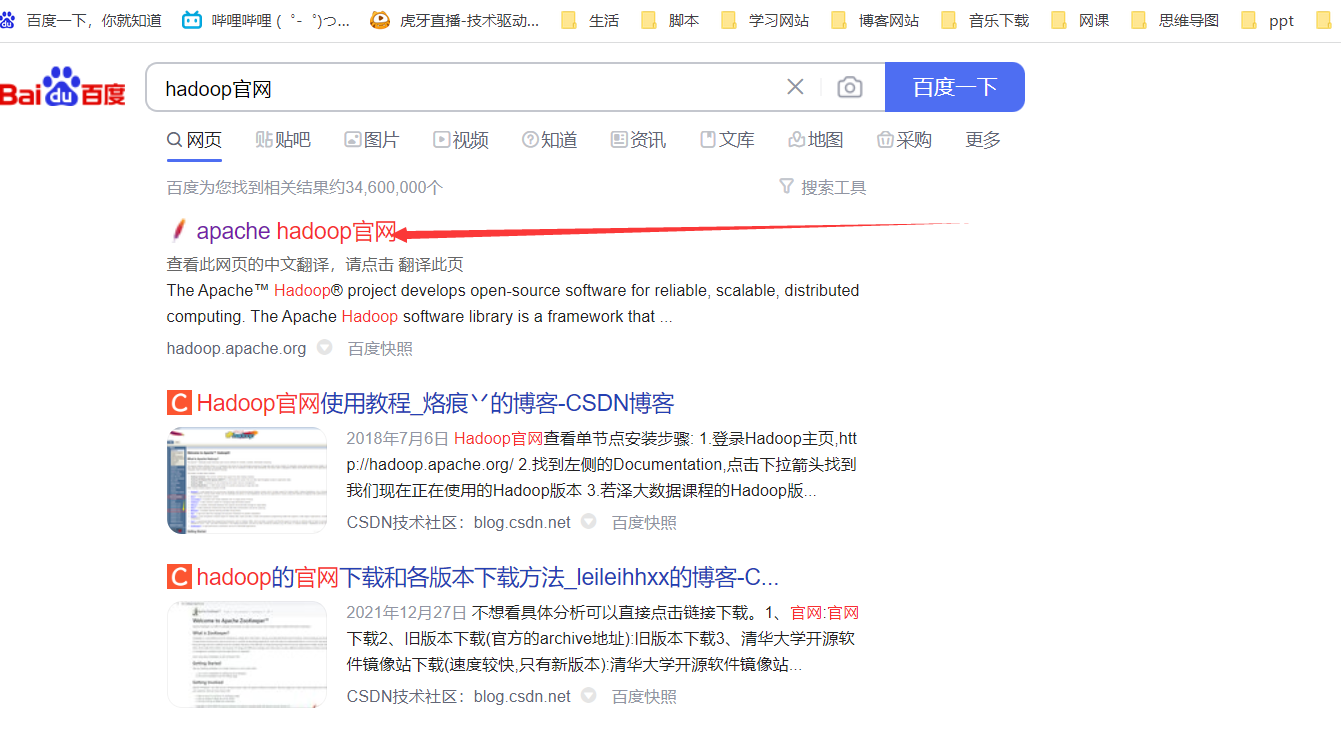 百度一下，你就知道 哔哩哔哩 ( ゜- ゜)つ... 虎牙直播-技术驱动... 生活 脚本 学习网站 博客网站 音乐下载 网课 思维导图 ppt
Bai du 百度 hadoop官网 百度一下
网页 贴吧 图片 视频 知道 资讯 文库 地图 采购 更多
百度为您找到相关结果约34,600,000个 搜索工具
apache hadoop官网
查看此网页的中文翻译，请点击 翻译此页
The Apache™ Hadoop® project develops open-source software for reliable, scalable, distributed
computing. The Apache Hadoop software library is a framework that ...
hadoop.apache.org 百度快照
Hadoop官网使用教程_烙痕丷的博客-CSDN博客
2018年7月6日 Hadoop官网查看单节点安装步骤: 1.登录Hadoop主页,htt
p://hadoop.apache.org/ 2.找到左侧的Documentation,点击下拉箭头找到
我们现在正在使用的Hadoop版本 3.若泽大数据课程的Hadoop版...
CSDN技术社区：blog.csdn.net 百度快照
hadoop的官网下载和各版本下载方法_leileihhxx的博客-C...
2021年12月27日 不想看具体分析可以直接点击链接下载。1、官网:官网
下载2、旧版本下载(官方的archive地址):旧版本下载3、清华大学开源软
件镜像站下载(速度较快,只有新版本):清华大学开源软件镜像站...
CSDN技术社区：blog.csdn.net 百度快照